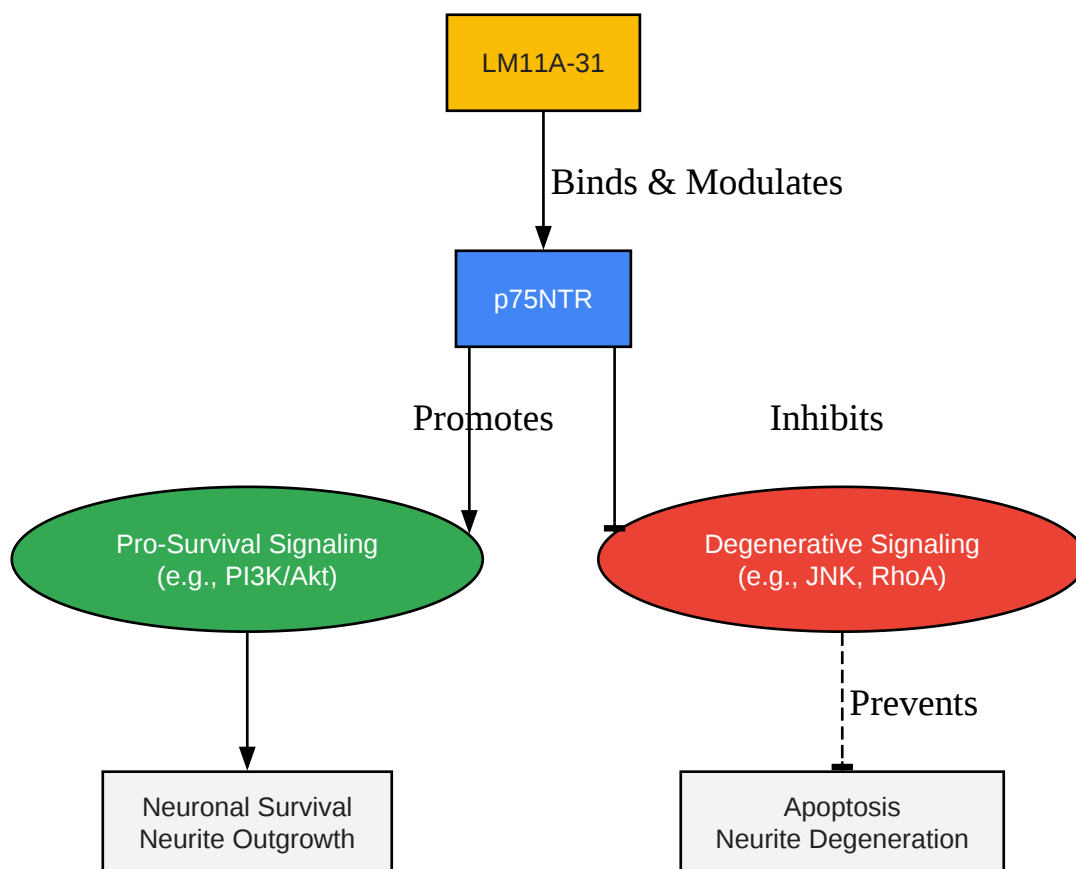 LM11A-31
Binds & Modulates
p75NTR
Promotes
Inhibits
Pro-Survival Signaling
(e.g., PI3K/Akt)
Degenerative Signaling
(e.g., JNK, RhoA)
Prevents
Neuronal Survival
Neurite Outgrowth
Apoptosis
Neurite Degeneration